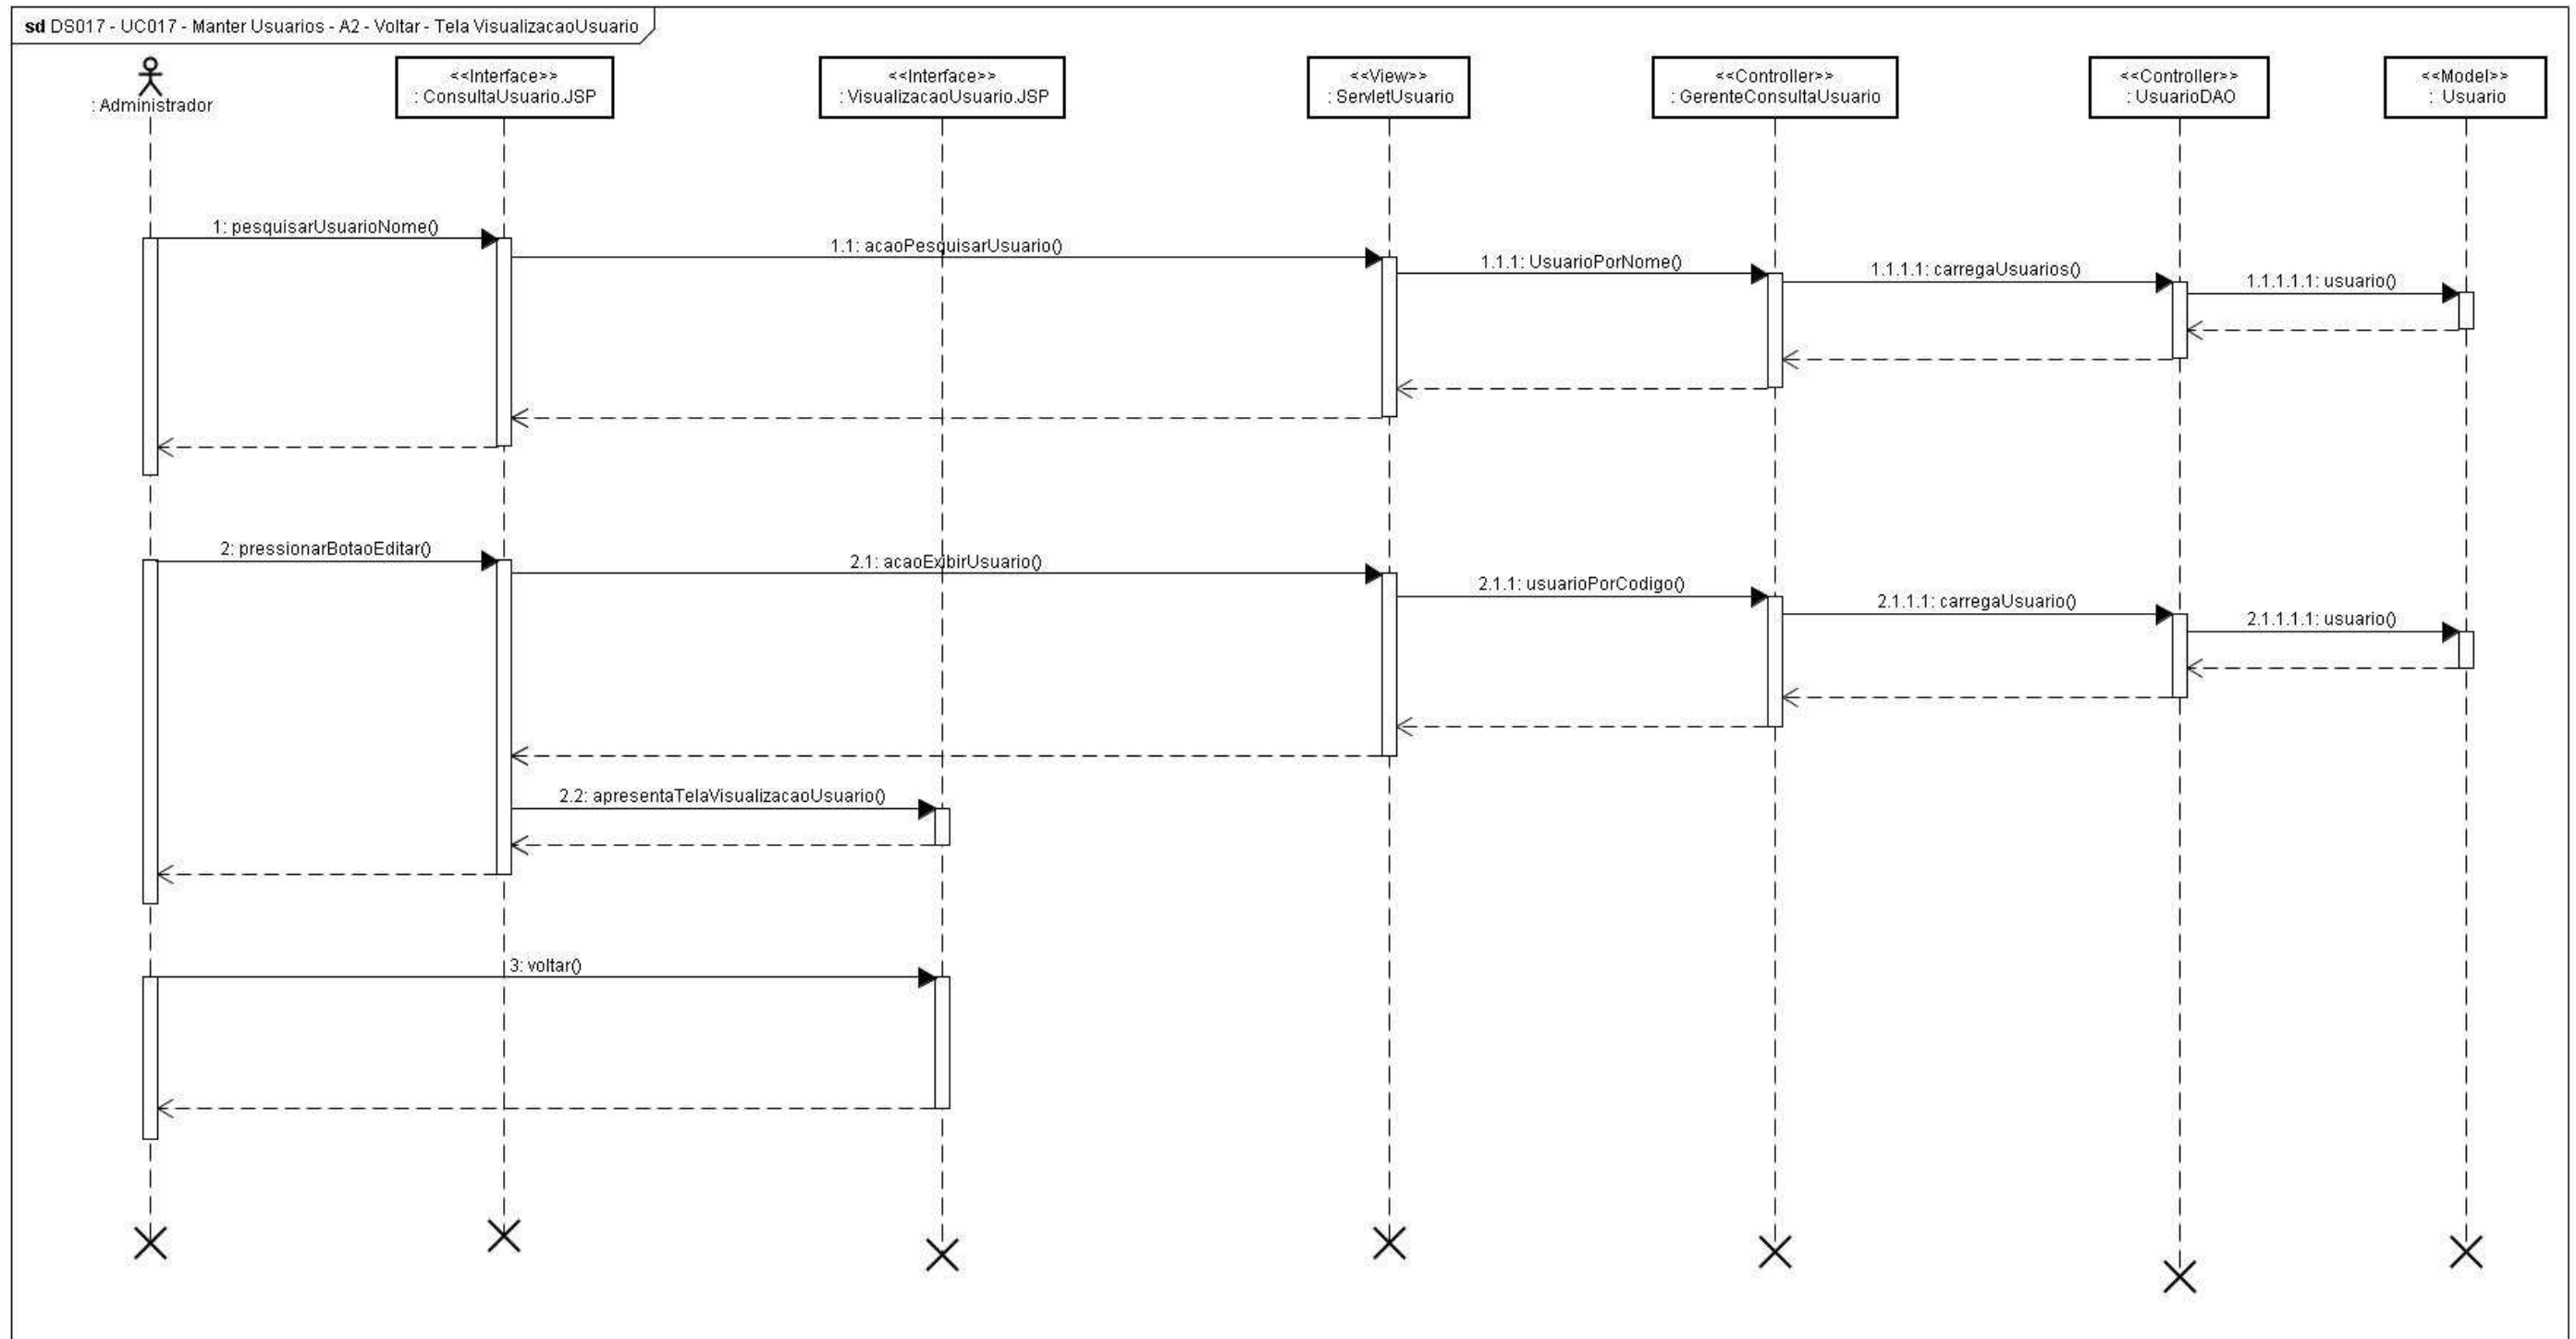 sd DS017 - UC017 - Manter Usuarios - A2 - Voltar - Tela VisualizacaoUsuario
: Administrador
<<Interface>>
: ConsultaUsuario.JSP
<<Interface>>
: VisualizacaoUsuario.JSP
<<View>>
: ServletUsuario
<<Controller>>
: GerenteConsultaUsuario
<<Controller>>
: UsuarioDAO
<<Model>>
: Usuario
1: pesquisarUsuarioNome()
1.1: acaoPesquisarUsuario()
1.1.1: UsuarioPorNome()
1.1.1.1: carregaUsuarios()
1.1.1.1.1: usuario()
2: pressionarBotaoEditar()
2.1: acaoExibirUsuario()
2.1.1: usuarioPorCodigo()
2.1.1.1: carregaUsuario()
2.1.1.1.1: usuario()
2.2: apresentaTelaVisualizacaoUsuario()
3: voltar()